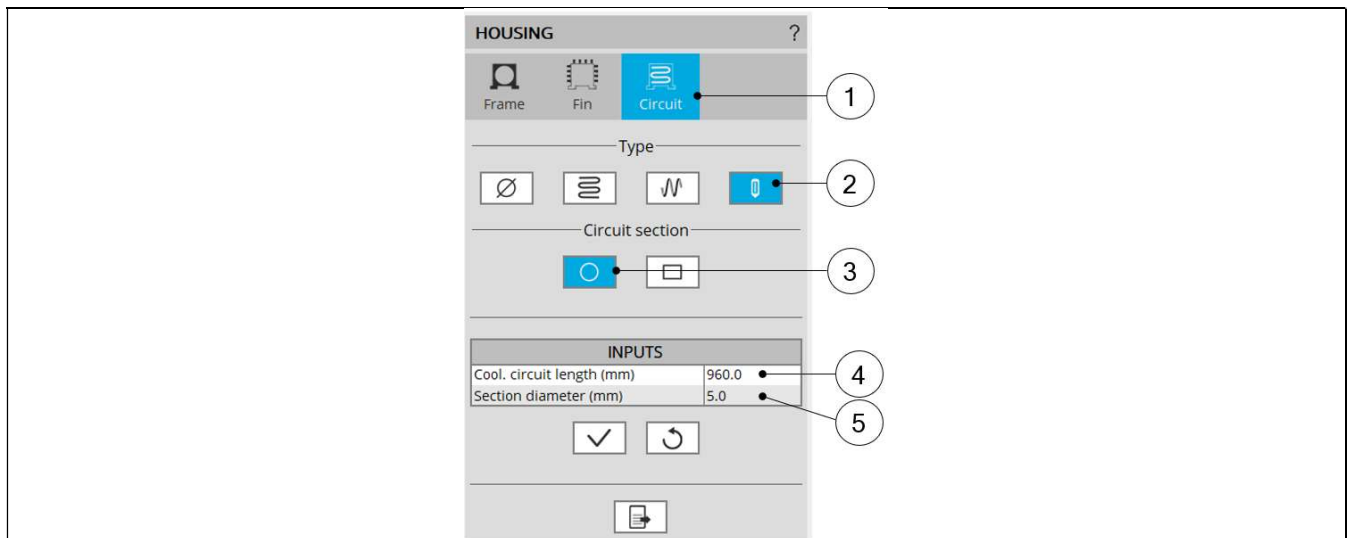 HOUSING ?
Frame Fin Circuit
1
Type
2
Circuit section
3
INPUTS
Cool. circuit length (mm) 960.0
4
Section diameter (mm) 5.0
5